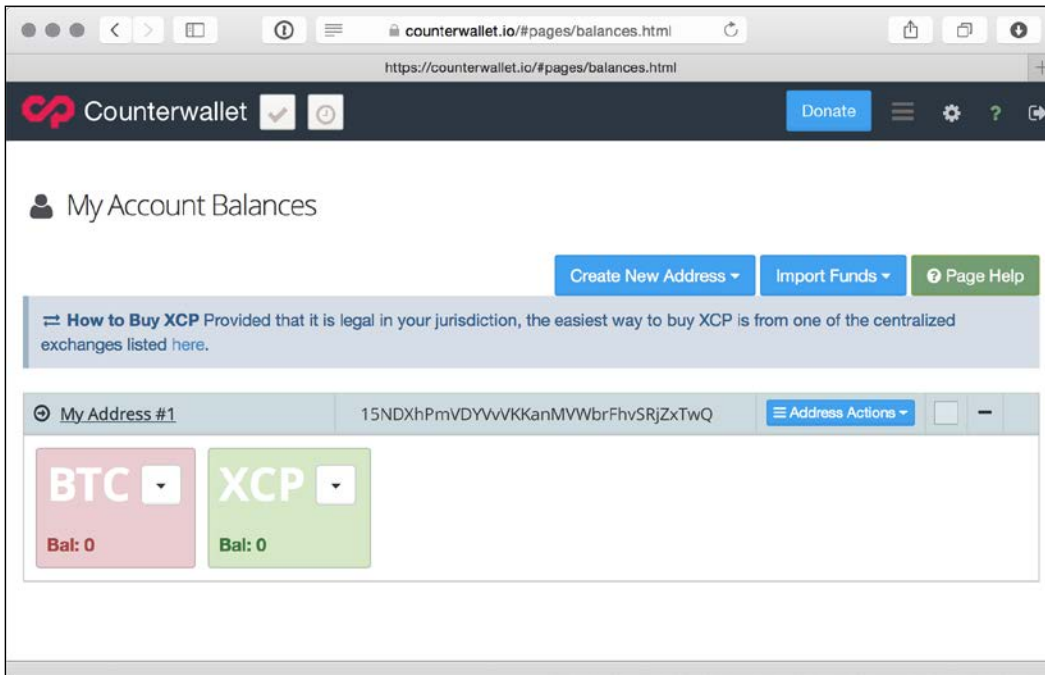 counterwallet.io/#pages/balances.html
https://counterwallet.io/#pages/balances.html
Counterwallet
Donate
?
My Account Balances
Create New Address
Import Funds
? Page Help
How to Buy XCP Provided that it is legal in your jurisdiction, the easiest way to buy XCP is from one of the centralized
exchanges listed here.
My Address #1
15NDXhPmVDYVvVKKanMVWbrFhvSRjZxTwQ
Address Actions
BTC
XCP
Bal: 0
Bal: 0